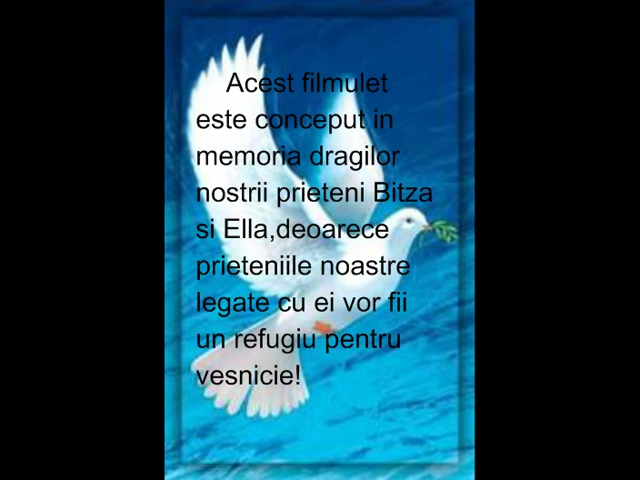 Acest filmulet
este conceput in
memoria dragilor
nostrii prieteni Bitza
si Ella,deoarece
prieteniile noastre
legate cu ei vor fii
un refugiu pentru
vesnicie!